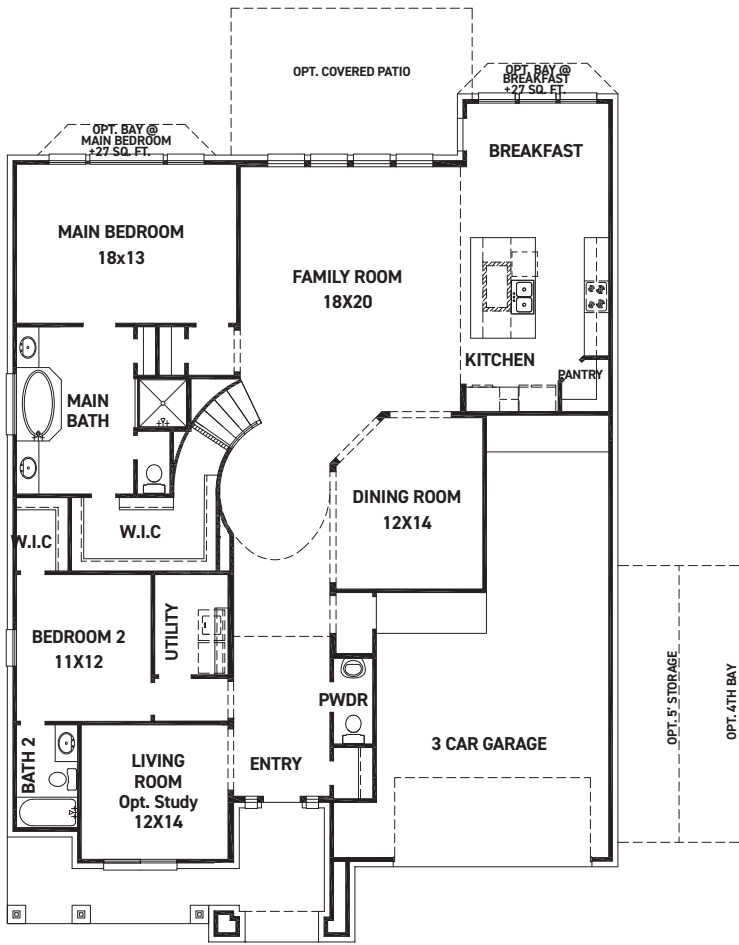 OPT. COVERED PATIO
OPT. BAY @
BREAKFAST
+27 SQ. FT.
OPT. BAY @
MAIN BEDROOM
+27 SQ. FT.
BREAKFAST
MAIN BEDROOM
18x13
FAMILY ROOM
18X20
KITCHEN
PANTRY
MAIN
BATH
DINING ROOM
12X14
W.I.C
W.I.C
BEDROOM 2
11X12
UTILITY
PWDR
OPT. 5' STORAGE
OPT. 4TH BAY
3 CAR GARAGE
BATH 2
LIVING
ROOM
Opt. Study
12X14
ENTRY